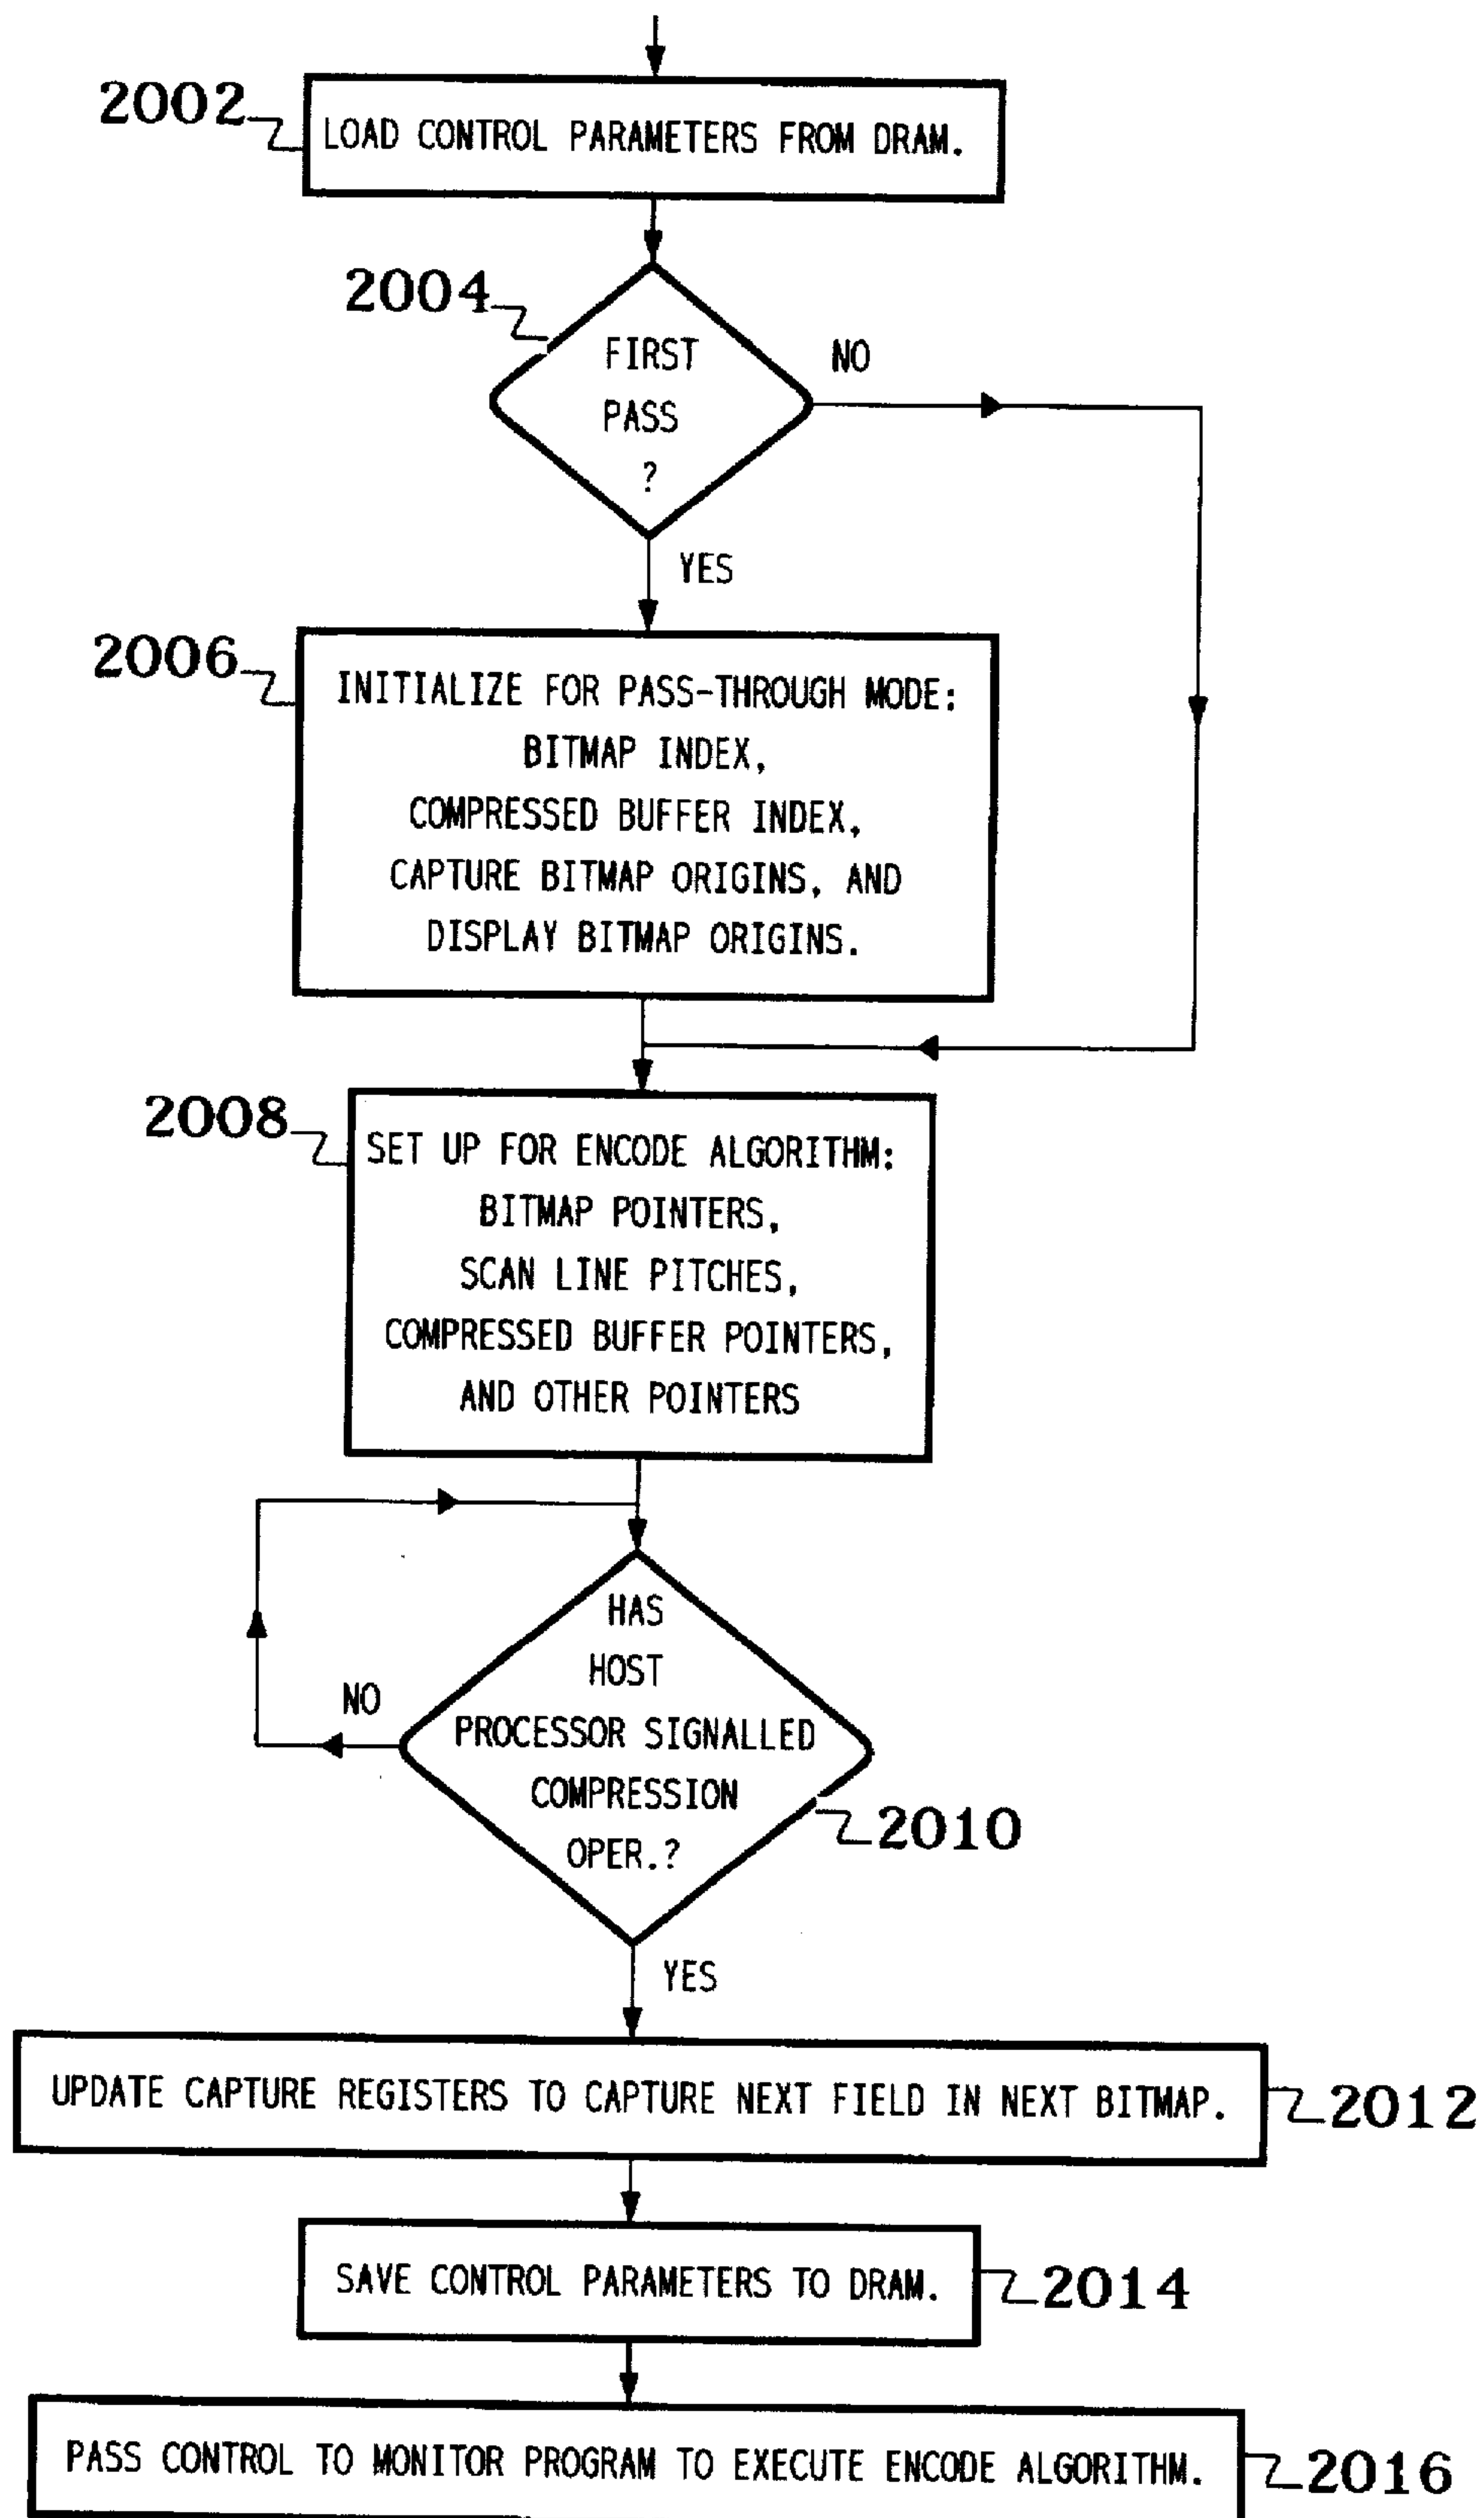 2002
LOAD CONTROL PARAMETERS FROM DRAM.
2004
FIRST
PASS
?
NO
YES
2006
INITIALIZE FOR PASS-THROUGH MODE:
BITMAP INDEX,
COMPRESSED BUFFER INDEX,
CAPTURE BITMAP ORIGINS, AND
DISPLAY BITMAP ORIGINS.
2008
SET UP FOR ENCODE ALGORITHM:
BITMAP POINTERS,
SCAN LINE PITCHES,
COMPRESSED BUFFER POINTERS,
AND OTHER POINTERS
HAS
HOST
PROCESSOR SIGNALLED
COMPRESSION
OPER.?
NO
2010
YES
UPDATE CAPTURE REGISTERS TO CAPTURE NEXT FIELD IN NEXT BITMAP.
2012
SAVE CONTROL PARAMETERS TO DRAM.
2014
PASS CONTROL TO MONITOR PROGRAM TO EXECUTE ENCODE ALGORITHM.
2016